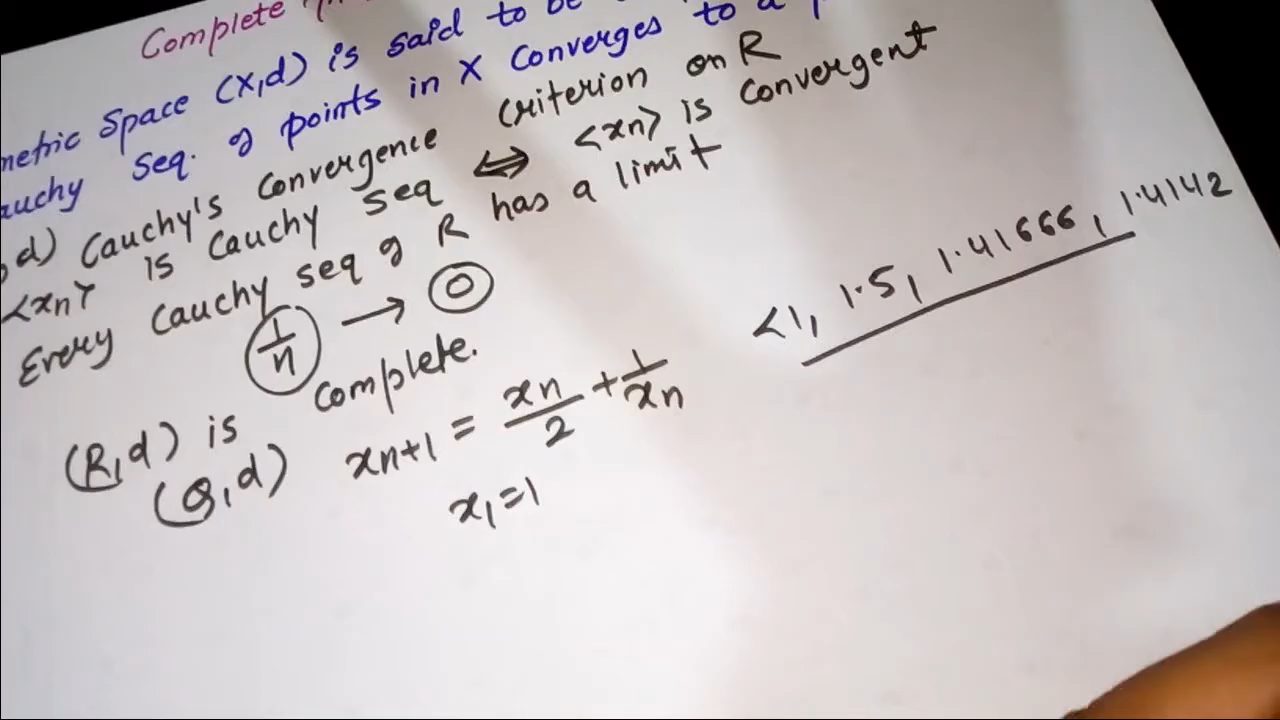 Complete
metric Space (X,d) is said to be
auchy seq. of points in X Converges to a
d) Cauchy's Convergence Criterion on R
<xn> is Cauchy seq ⇔ <xn> is Convergent
Every Cauchy seq of R has a limit
1/n → 0
(R,d) is Complete.
(Q,d) xn+1 = xn/2 + 1/xn
x1=1
<1, 1.5, 1.41666, 1.4142